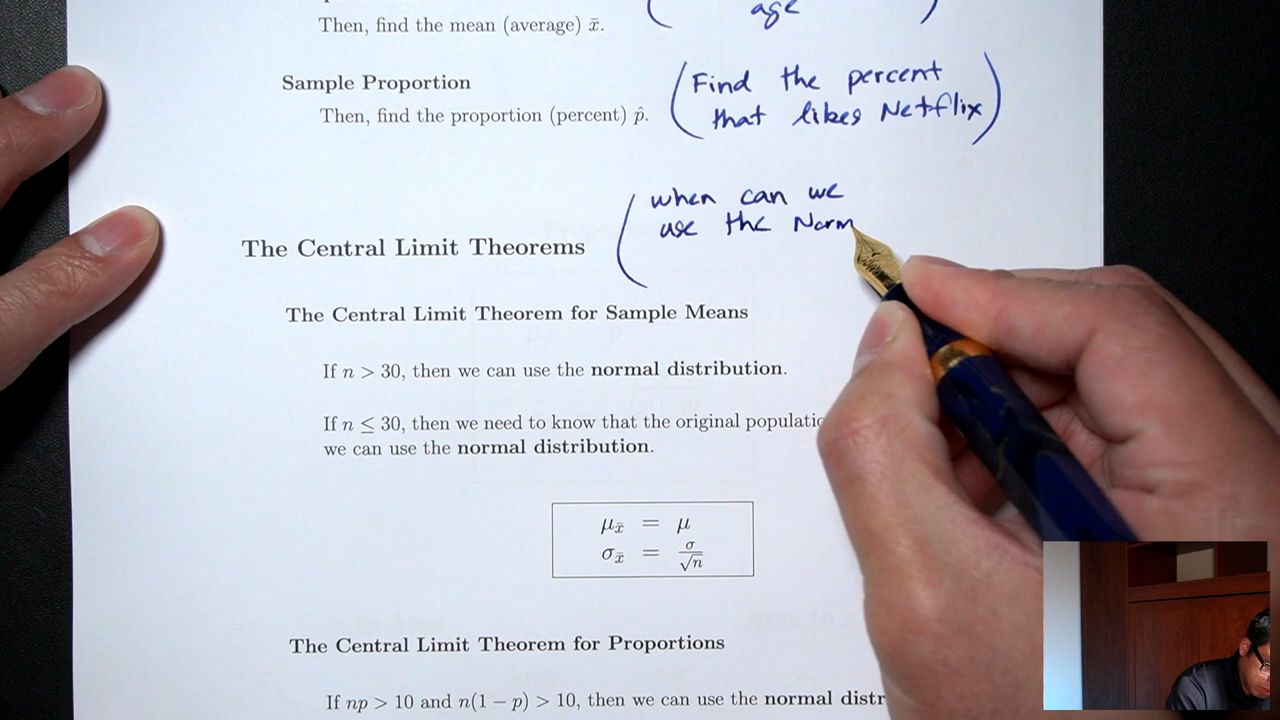 Then, find the mean (average) x̄.
age
Sample Proportion
Then, find the proportion (percent) p̂.
(Find the percent
that likes Netflix)
(when can we
use the Norm
The Central Limit Theorems
The Central Limit Theorem for Sample Means
If n > 30, then we can use the normal distribution.
If n ≤ 30, then we need to know that the original
we can use the normal distribution.
μx̄ = μ
σx̄ = σ/√n
The Central Limit Theorem for Proportions
If np > 10 and n(1 − p) > 10, then we can use the normal